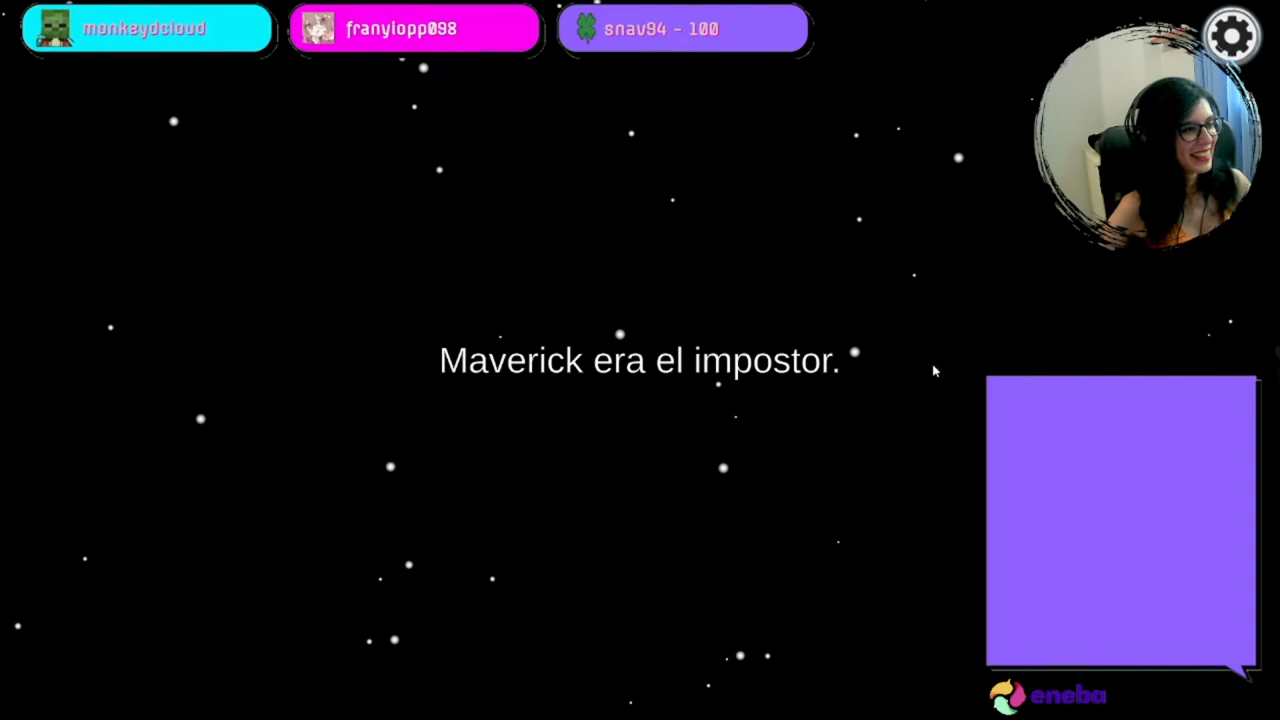 monkeydcloud
franylopp098
snav94 - 100
Maverick era el impostor.
eneba